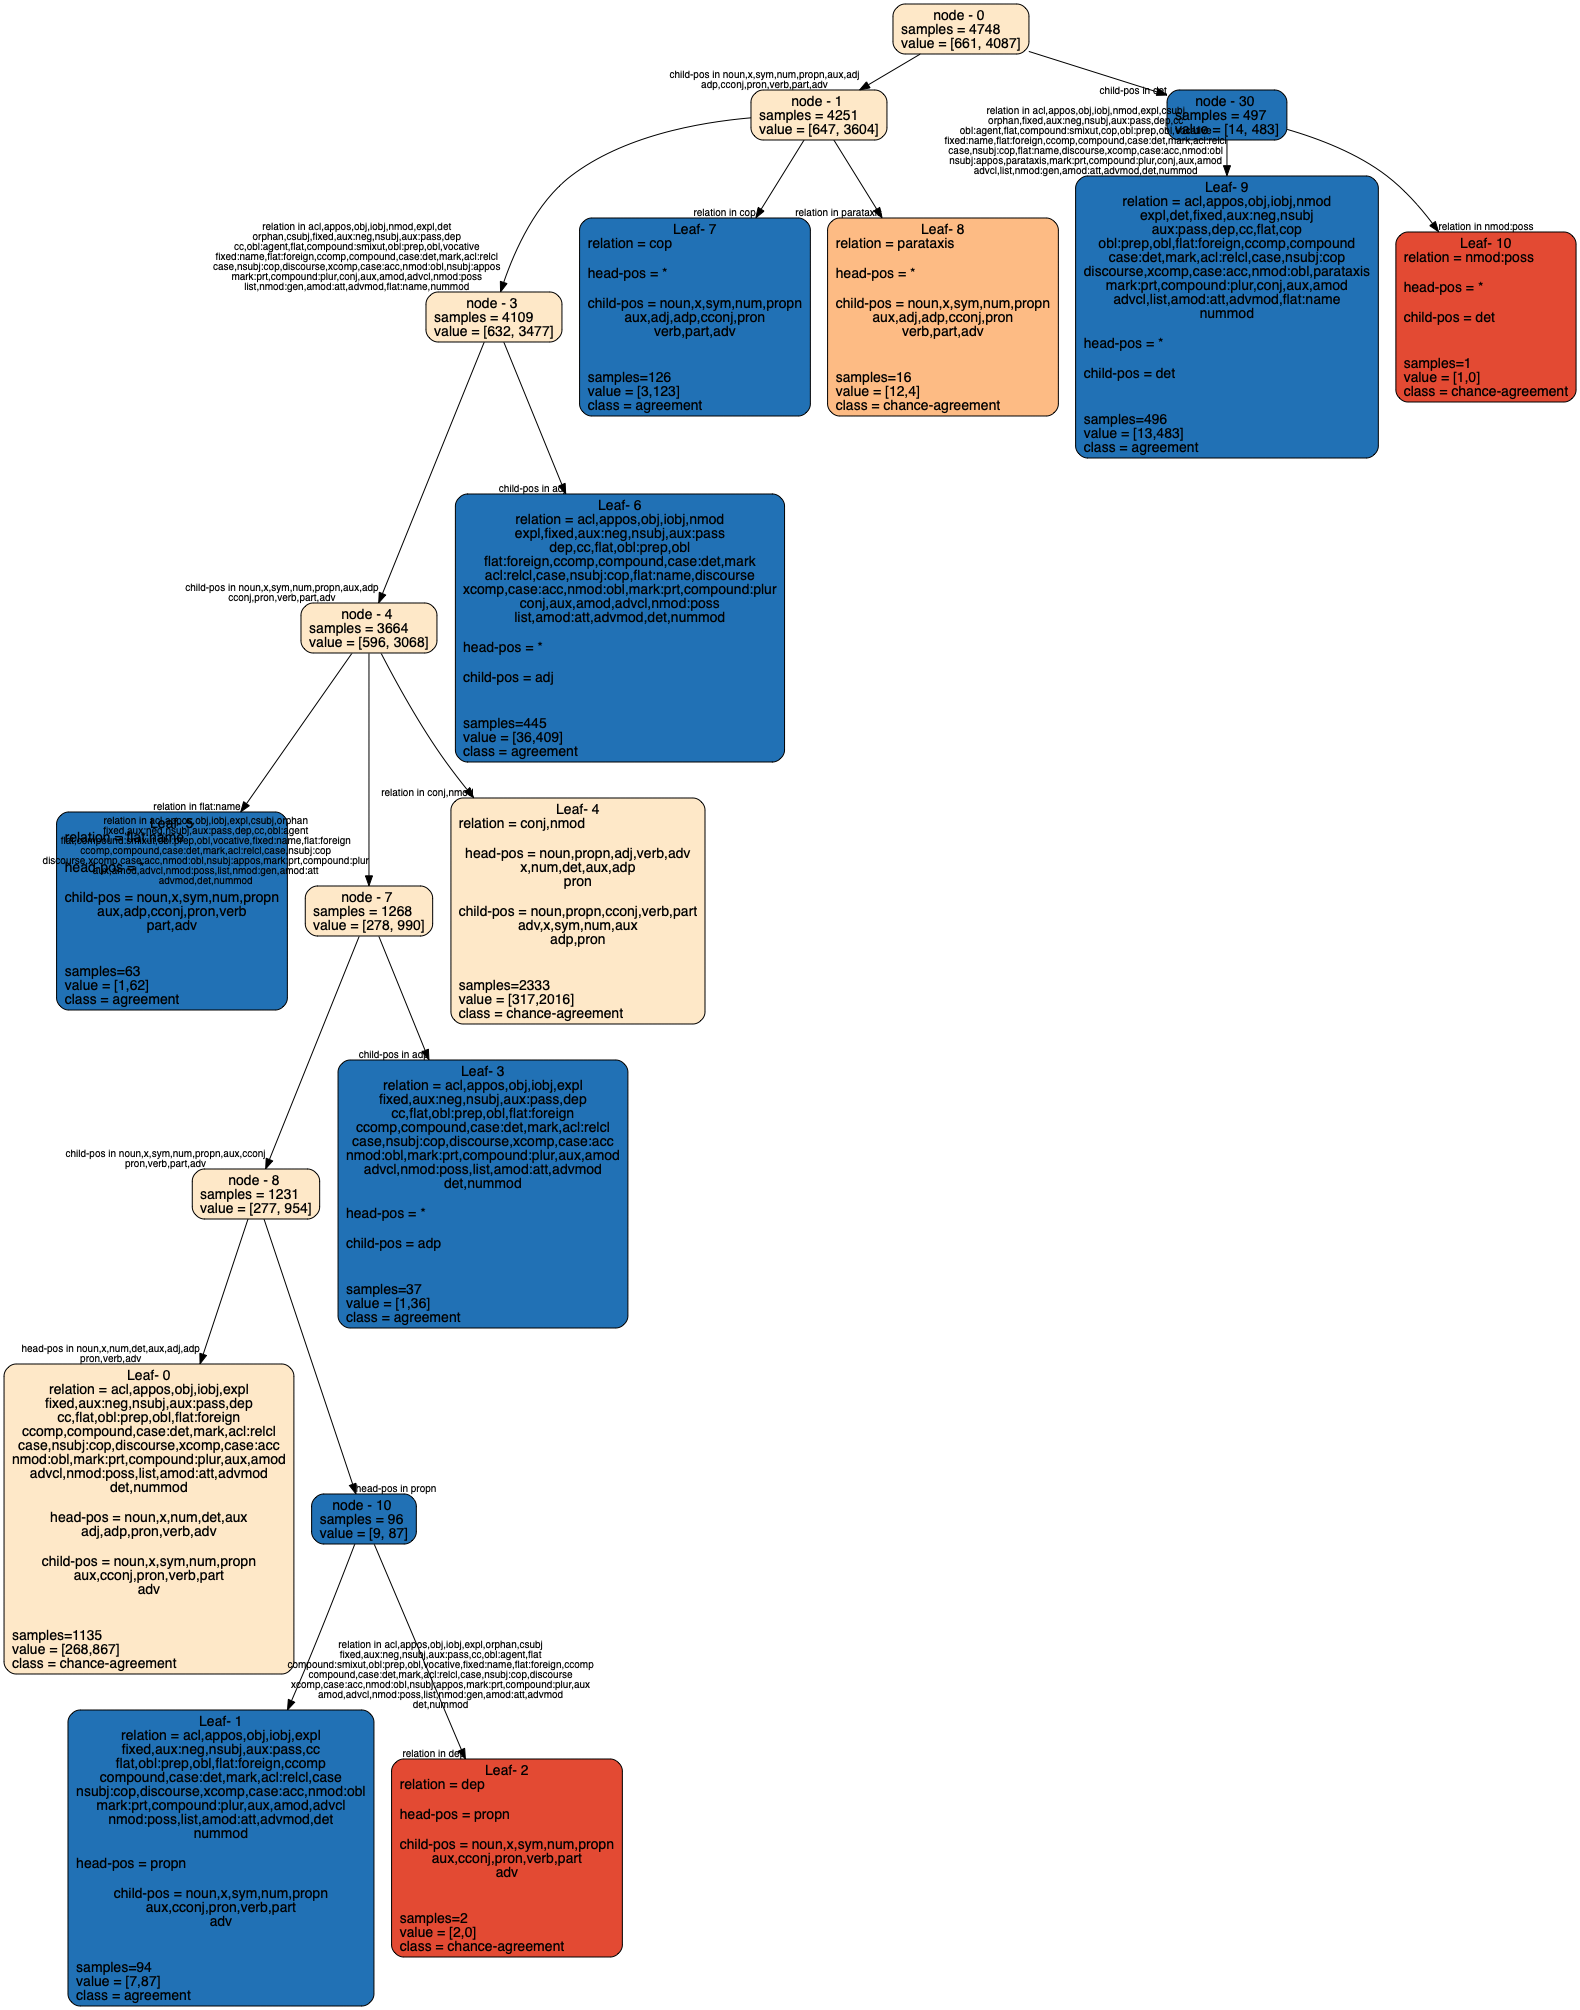 node - 0
samples = 4748
value = [661, 4087]
child-pos in noun,x,sym,num,propn,aux,adj
adp,cconj,pron,verb,part,adv
node - 1
samples = 4251
value = [647, 3604]
child-pos in det
node - 30
samples = 497
value = [14, 483]
relation in acl,appos,obj,iobj,nmod,expl,csubj
orphan,fixed,aux:neg,nsubj,aux:pass,dep,cc
obl:agent,flat,compound:smixut,cop,obl:prep,obl,vocative
fixed:name,flat:foreign,ccomp,compound,case:det,mark,acl:relcl
case,nsubj:cop,flat:name,discourse,xcomp,case:acc,nmod:obl
nsubj:appos,parataxis,mark:prt,compound:plur,conj,aux,amod
advcl,list,nmod:gen,amod:att,advmod,det,nummod
relation in acl,appos,obj,iobj,nmod,expl,det
orphan,csubj,fixed,aux:neg,nsubj,aux:pass,dep
cc,obl:agent,flat,compound:smixut,obl:prep,obl,vocative
fixed:name,flat:foreign,ccomp,compound,case:det,mark,acl:relcl
case,nsubj:cop,discourse,xcomp,case:acc,nmod:obl,nsubj:appos
mark:prt,compound:plur,conj,aux,amod,advcl,nmod:poss
list,nmod:gen,amod:att,advmod,flat:name,nummod
node - 3
samples = 4109
value = [632, 3477]
relation in cop
Leaf- 7
relation = cop
head-pos = *
child-pos = noun,x,sym,num,propn
aux,adj,adp,cconj,pron
verb,part,adv
samples=126
value = [3,123]
class = agreement
relation in parataxis
Leaf- 8
relation = parataxis
head-pos = *
child-pos = noun,x,sym,num,propn
aux,adj,adp,cconj,pron
verb,part,adv
samples=16
value = [12,4]
class = chance-agreement
Leaf- 9
relation = acl,appos,obj,iobj,nmod
expl,det,fixed,aux:neg,nsubj
aux:pass,dep,cc,flat,cop
obl:prep,obl,flat:foreign,ccomp,compound
case:det,mark,acl:relcl,case,nsubj:cop
discourse,xcomp,case:acc,nmod:obl,parataxis
mark:prt,compound:plur,conj,aux,amod
advcl,list,amod:att,advmod,flat:name
nummod
head-pos = *
child-pos = det
samples=496
value = [13,483]
class = agreement
relation in nmod:poss
Leaf- 10
relation = nmod:poss
head-pos = *
child-pos = det
samples=1
value = [1,0]
class = chance-agreement
child-pos in adj
Leaf- 6
relation = acl,appos,obj,iobj,nmod
expl,fixed,aux:neg,nsubj,aux:pass
dep,cc,flat,obl:prep,obl
flat:foreign,ccomp,compound,case:det,mark
acl:relcl,case,nsubj:cop,flat:name,discourse
xcomp,case:acc,nmod:obl,mark:prt,compound:plur
conj,aux,amod,advcl,nmod:poss
list,amod:att,advmod,det,nummod
head-pos = *
child-pos = adj
samples=445
value = [36,409]
class = agreement
child-pos in noun,x,sym,num,propn,aux,adp
cconj,pron,verb,part,adv
node - 4
samples = 3664
value = [596, 3068]
relation in flat:name
Leaf- 5
relation = flat:name
head-pos = *
child-pos = noun,x,sym,num,propn
aux,adp,cconj,pron,verb
part,adv
samples=63
value = [1,62]
class = agreement
relation in acl,appos,obj,iobj,expl,csubj,orphan
fixed,aux:neg,nsubj,aux:pass,dep,cc,obl:agent
flat,compound:smixut,obl:prep,obl,vocative,fixed:name,flat:foreign
ccomp,compound,case:det,mark,acl:relcl,case,nsubj:cop
discourse,xcomp,case:acc,nmod:obl,nsubj:appos,mark:prt,compound:plur
aux,amod,advcl,nmod:poss,list,nmod:gen,amod:att
advmod,det,nummod
node - 7
samples = 1268
value = [278, 990]
relation in conj,nmod
Leaf- 4
relation = conj,nmod
head-pos = noun,propn,adj,verb,adv
x,num,det,aux,adp
pron
child-pos = noun,propn,cconj,verb,part
adv,x,sym,num,aux
adp,pron
samples=2333
value = [317,2016]
class = chance-agreement
child-pos in adp
Leaf- 3
relation = acl,appos,obj,iobj,expl
fixed,aux:neg,nsubj,aux:pass,dep
cc,flat,obl:prep,obl,flat:foreign
ccomp,compound,case:det,mark,acl:relcl
case,nsubj:cop,discourse,xcomp,case:acc
nmod:obl,mark:prt,compound:plur,aux,amod
advcl,nmod:poss,list,amod:att,advmod
det,nummod
head-pos = *
child-pos = adp
samples=37
value = [1,36]
class = agreement
child-pos in noun,x,sym,num,propn,aux,cconj
pron,verb,part,adv
node - 8
samples = 1231
value = [277, 954]
head-pos in noun,x,num,det,aux,adj,adp
pron,verb,adv
Leaf- 0
relation = acl,appos,obj,iobj,expl
fixed,aux:neg,nsubj,aux:pass,dep
cc,flat,obl:prep,obl,flat:foreign
ccomp,compound,case:det,mark,acl:relcl
case,nsubj:cop,discourse,xcomp,case:acc
nmod:obl,mark:prt,compound:plur,aux,amod
advcl,nmod:poss,list,amod:att,advmod
det,nummod
head-pos = noun,x,num,det,aux
adj,adp,pron,verb,adv
child-pos = noun,x,sym,num,propn
aux,cconj,pron,verb,part
adv
samples=1135
value = [268,867]
class = chance-agreement
head-pos in propn
node - 10
samples = 96
value = [9, 87]
relation in acl,appos,obj,iobj,expl,orphan,csubj
fixed,aux:neg,nsubj,aux:pass,cc,obl:agent,flat
compound:smixut,obl:prep,obl,vocative,fixed:name,flat:foreign,ccomp
compound,case:det,mark,acl:relcl,case,nsubj:cop,discourse
xcomp,case:acc,nmod:obl,nsubj:appos,mark:prt,compound:plur,aux
amod,advcl,nmod:poss,list,nmod:gen,amod:att,advmod
det,nummod
Leaf- 1
relation = acl,appos,obj,iobj,expl
fixed,aux:neg,nsubj,aux:pass,cc
flat,obl:prep,obl,flat:foreign,ccomp
compound,case:det,mark,acl:relcl,case
nsubj:cop,discourse,xcomp,case:acc,nmod:obl
mark:prt,compound:plur,aux,amod,advcl
nmod:poss,list,amod:att,advmod,det
nummod
head-pos = propn
child-pos = noun,x,sym,num,propn
aux,cconj,pron,verb,part
adv
samples=94
value = [7,87]
class = agreement
relation in dep
Leaf- 2
relation = dep
head-pos = propn
child-pos = noun,x,sym,num,propn
aux,cconj,pron,verb,part
adv
samples=2
value = [2,0]
class = chance-agreement